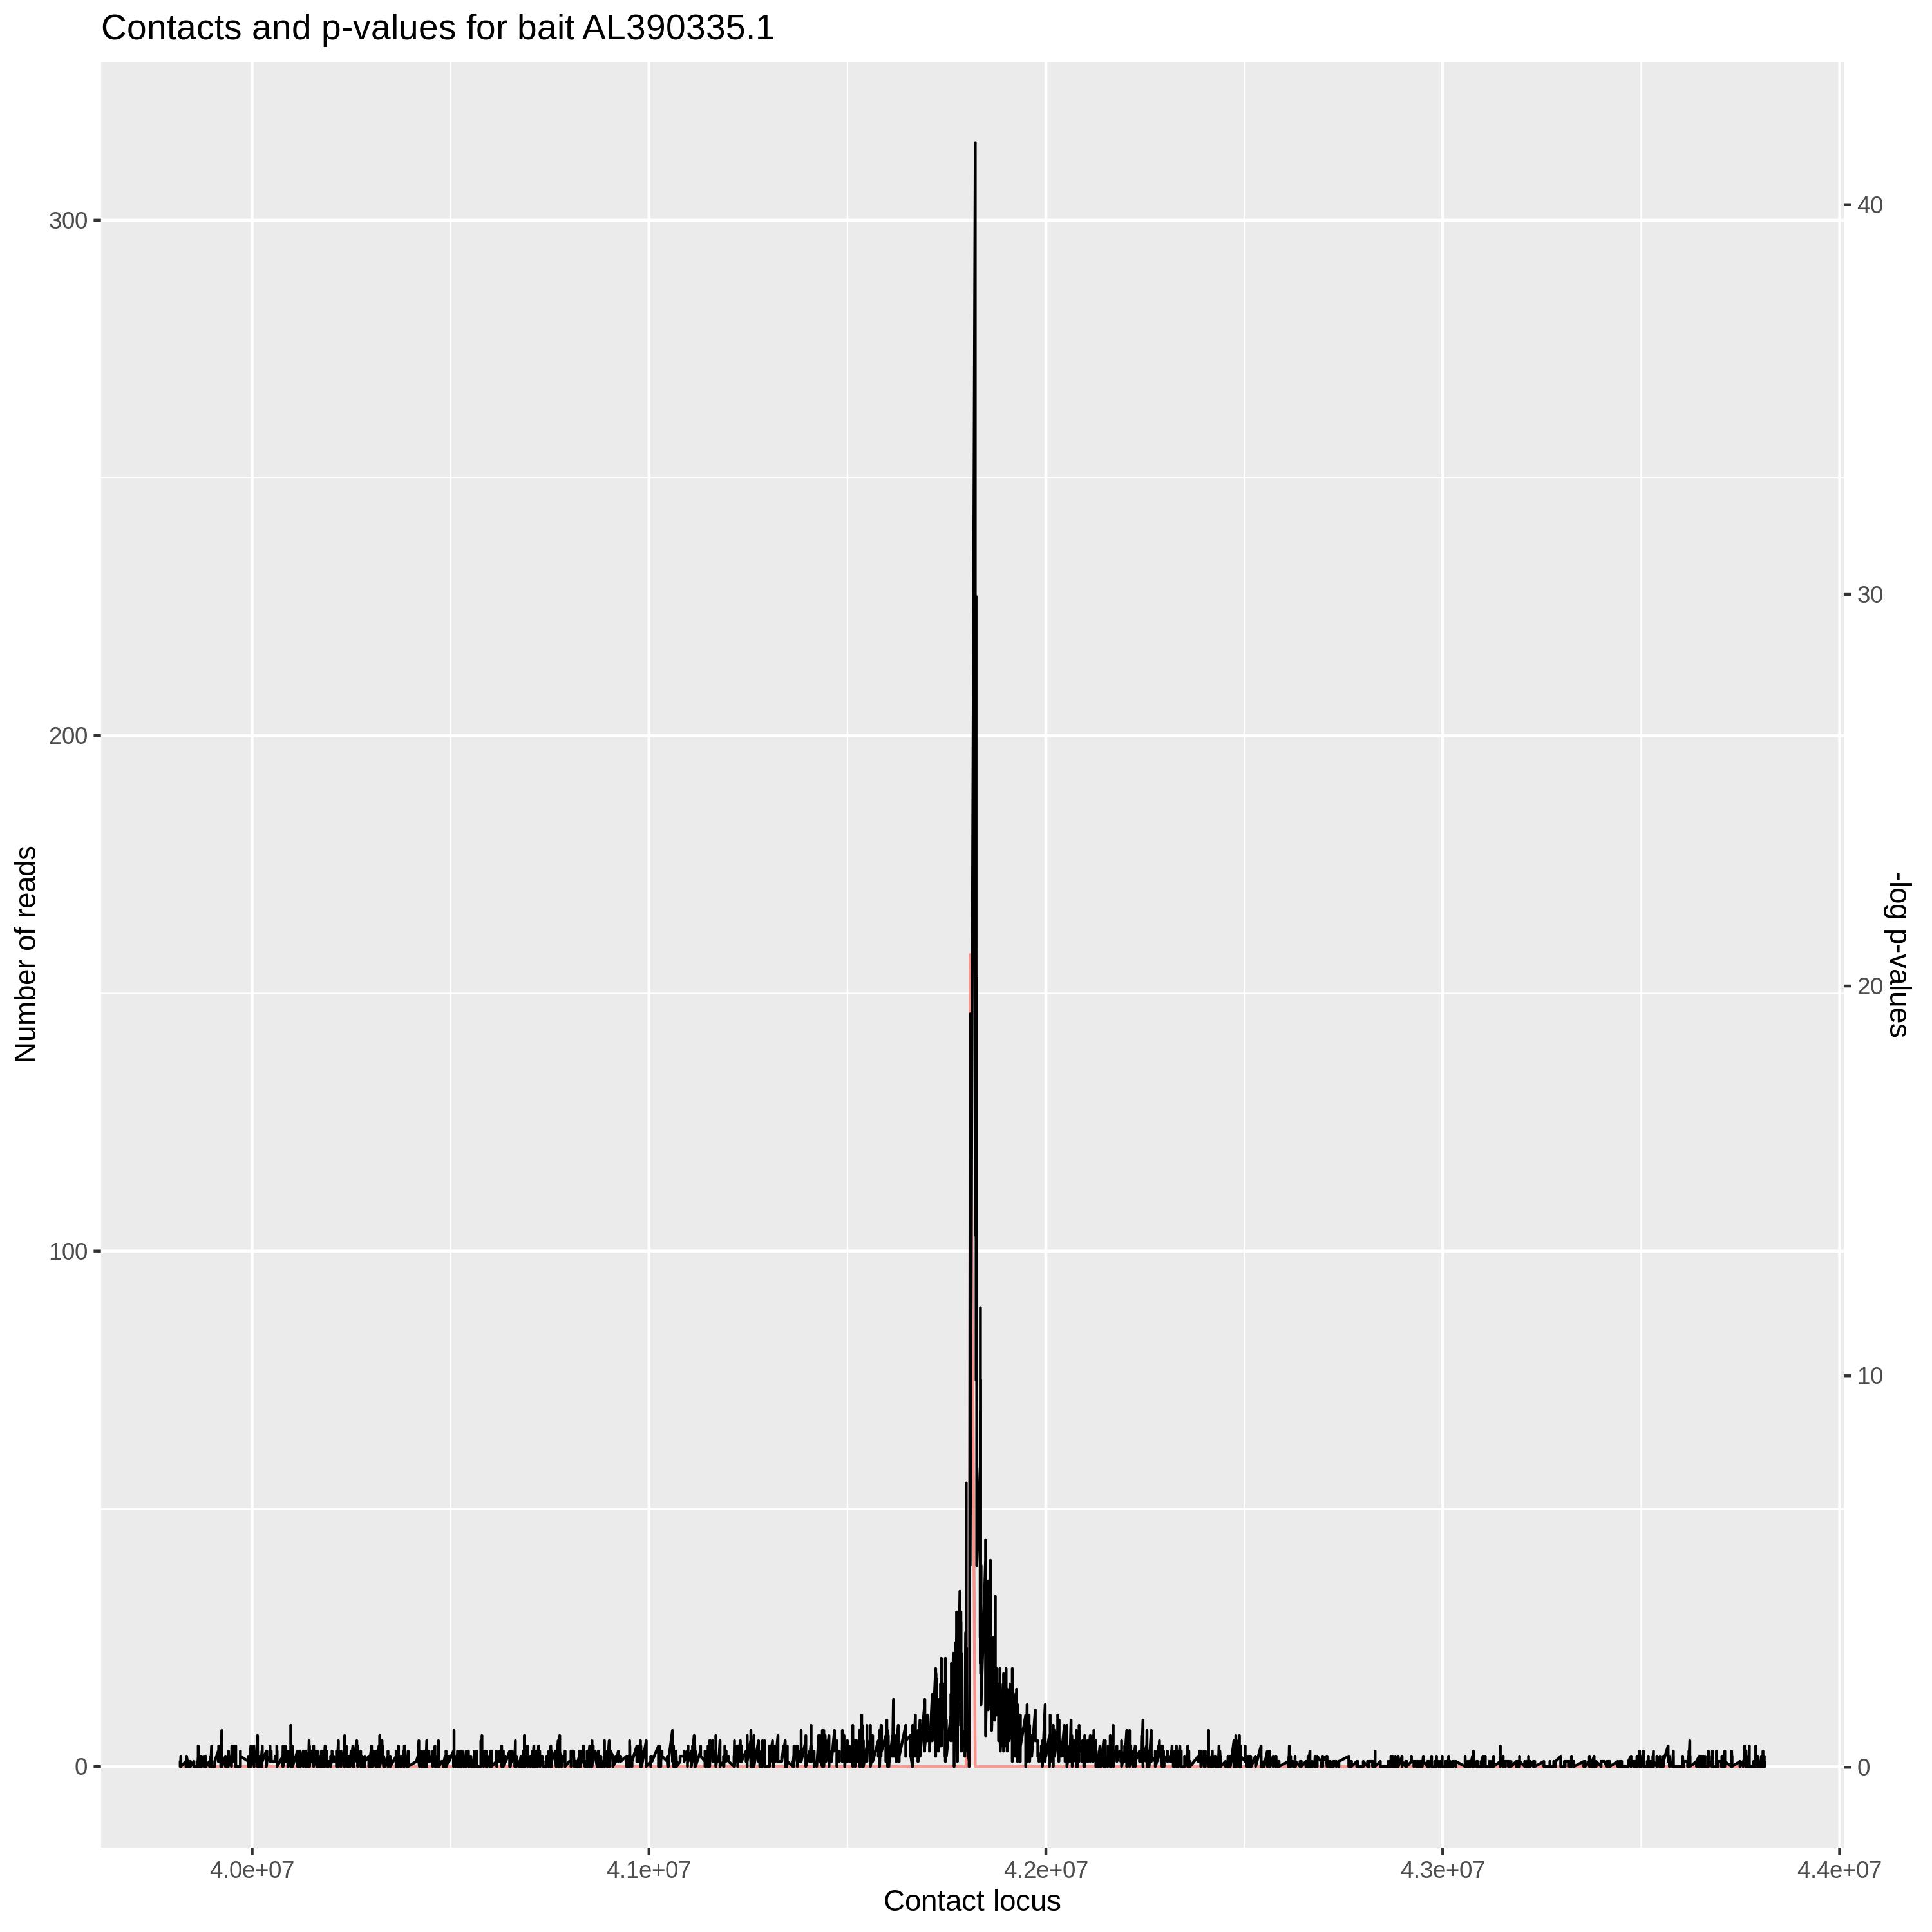 Contacts and p-values for bait AL390335.1
300
200
100
0
Number of reads
40
30
20
10
0
-log p-values
4.0e+07 4.1e+07 4.2e+07 4.3e+07 4.4e+07
Contact locus